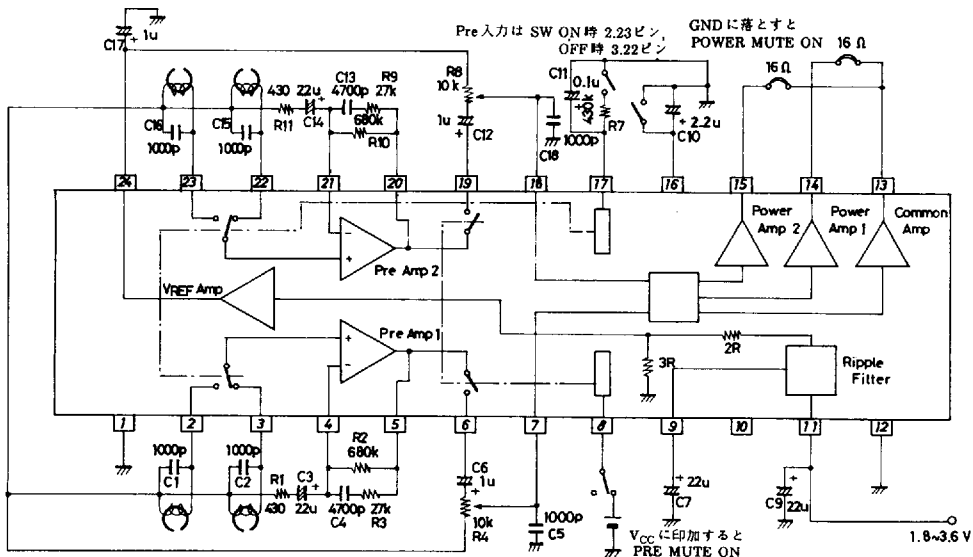 Pre 入力は SW ON 時 2.23ピン,
OFF時 3.22ピン
GNDに落とすと
POWER MUTE ON
C17
1u
16Ω
16Ω
C16
1000p
C15
1000p
430
R11
22u
C14
C13
4700p
R9
27k
680k
R10
R8
10k
1u
C12
C18
1000p
C11
0.1u
430k
R7
2.2u
C10
24
23
22
21
20
19
18
17
16
15
14
13
Power
Amp 2
Power
Amp 1
Common
Amp
Pre Amp 2
VREF Amp
Pre Amp 1
3R
2R
Ripple
Filter
1
2
3
4
5
6
7
8
9
10
11
12
1000p
C1
1000p
C2
R1
430
C3
22u
R2
680k
4700p
C4
27k
R3
C6
1u
10k
R4
1000p
C5
22u
C7
C9
22u
VCCに印加すると
PRE MUTE ON
1.8~3.6 V